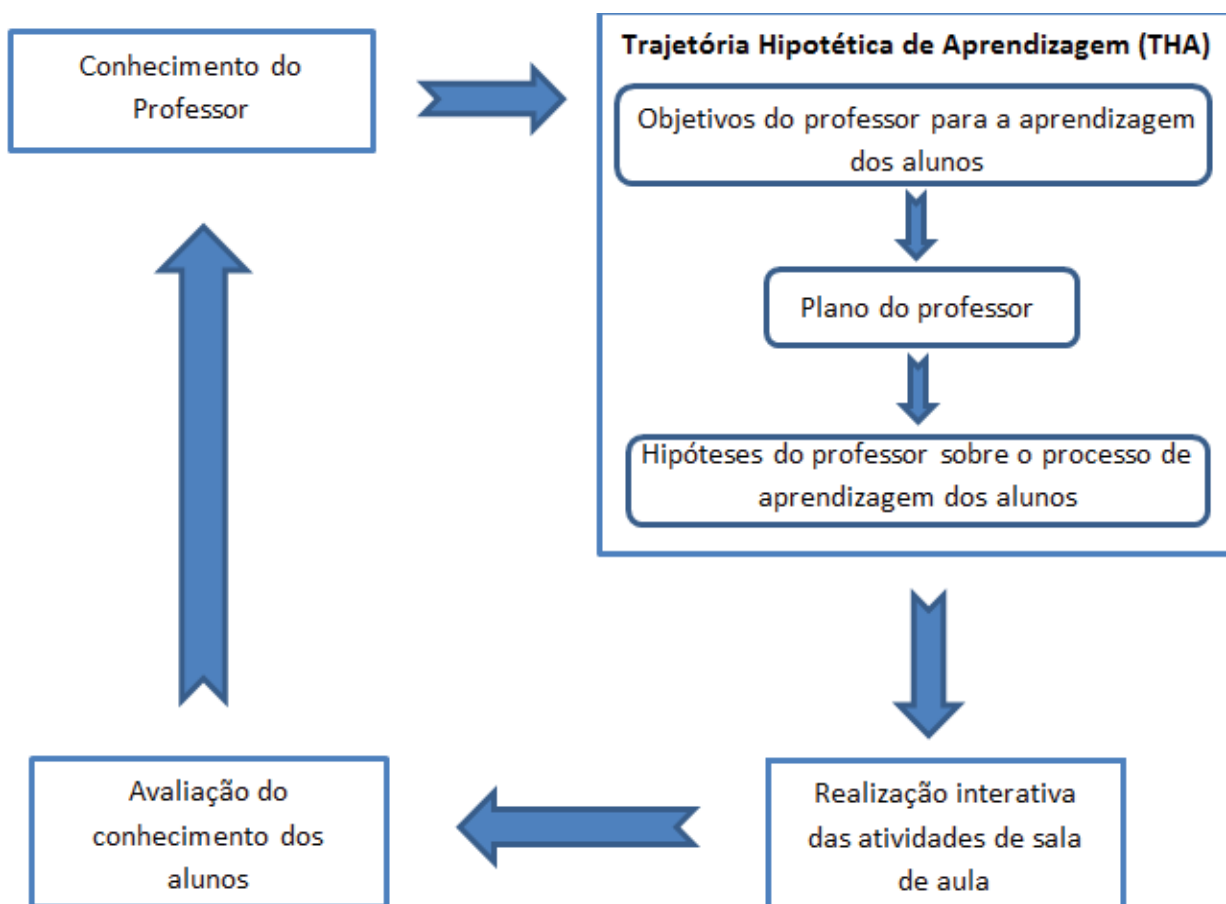 Conhecimento do
Professor
Trajetória Hipotética de Aprendizagem (THA)
Objetivos do professor para a aprendizagem
dos alunos
Plano do professor
Hipóteses do professor sobre o processo de
aprendizagem dos alunos
Avaliação do
conhecimento dos
alunos
Realização interativa
das atividades de sala
de aula